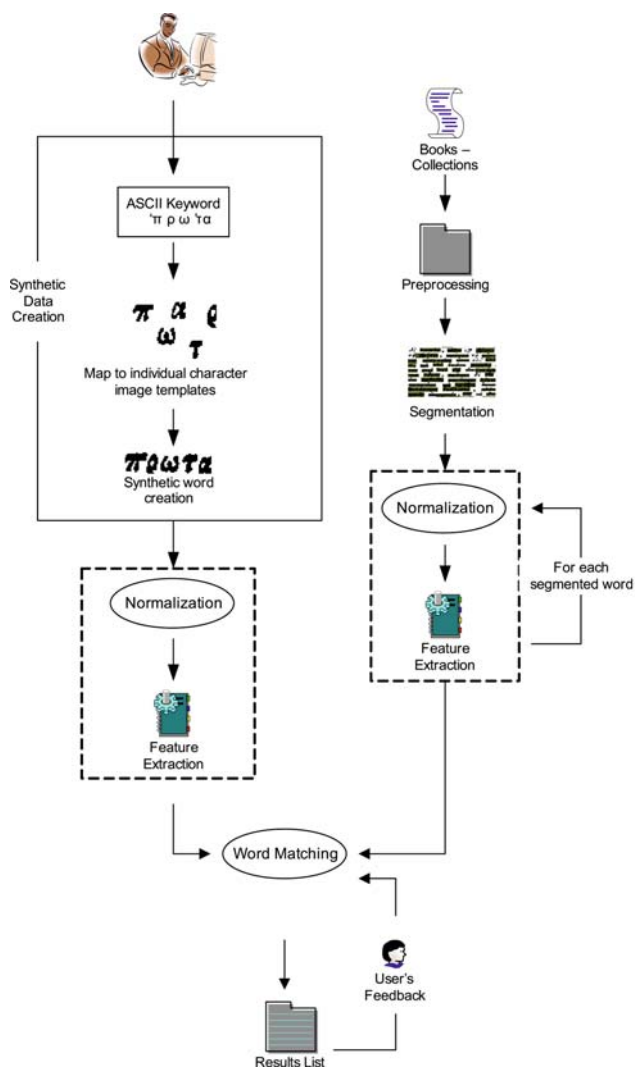 Synthetic
Data
Creation
ASCII Keyword
'π ρ ω 'τα
π α ρ
ω τ
Map to individual character
image templates
πρωτα
Synthetic word
creation
Normalization
Feature
Extraction
Books –
Collections
Preprocessing
Segmentation
Normalization
For each
segmented word
Feature
Extraction
Word Matching
User's
Feedback
Results List